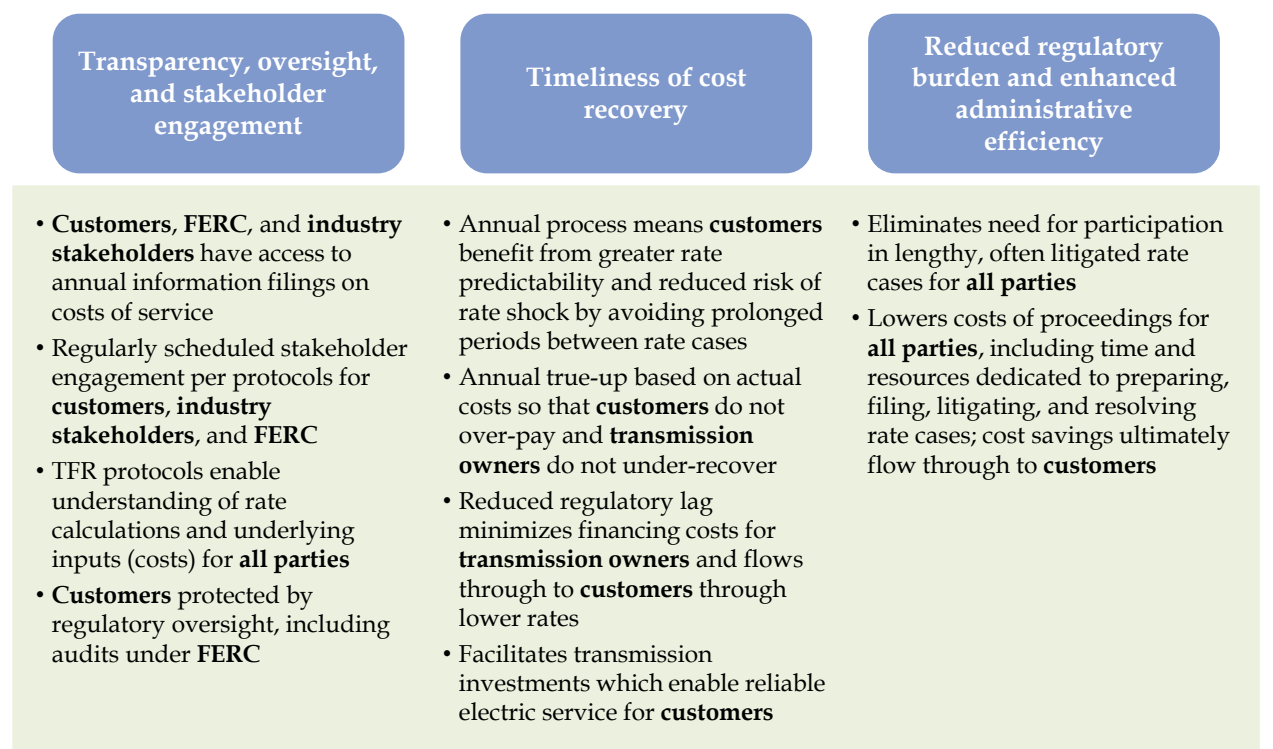 Transparency, oversight,
and stakeholder
engagement
Timeliness of cost
recovery
Reduced regulatory
burden and enhanced
administrative
efficiency
• Customers, FERC, and industry
stakeholders have access to
annual information filings on
costs of service
• Regularly scheduled stakeholder
engagement per protocols for
customers, industry
stakeholders, and FERC
• TFR protocols enable
understanding of rate
calculations and underlying
inputs (costs) for all parties
• Customers protected by
regulatory oversight, including
audits under FERC
• Annual process means customers
benefit from greater rate
predictability and reduced risk of
rate shock by avoiding prolonged
periods between rate cases
• Annual true-up based on actual
costs so that customers do not
over-pay and transmission
owners do not under-recover
• Reduced regulatory lag
minimizes financing costs for
transmission owners and flows
through to customers through
lower rates
• Facilitates transmission
investments which enable reliable
electric service for customers
• Eliminates need for participation
in lengthy, often litigated rate
cases for all parties
• Lowers costs of proceedings for
all parties, including time and
resources dedicated to preparing,
filing, litigating, and resolving
rate cases; cost savings ultimately
flow through to customers